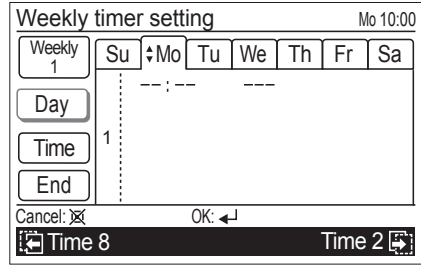 Weekly timer setting Mo 10:00
Weekly 1
Su Mo Tu We Th Fr Sa
--:-- ---
Day
Time
1
End
Cancel: OK:
Time 8 Time 2